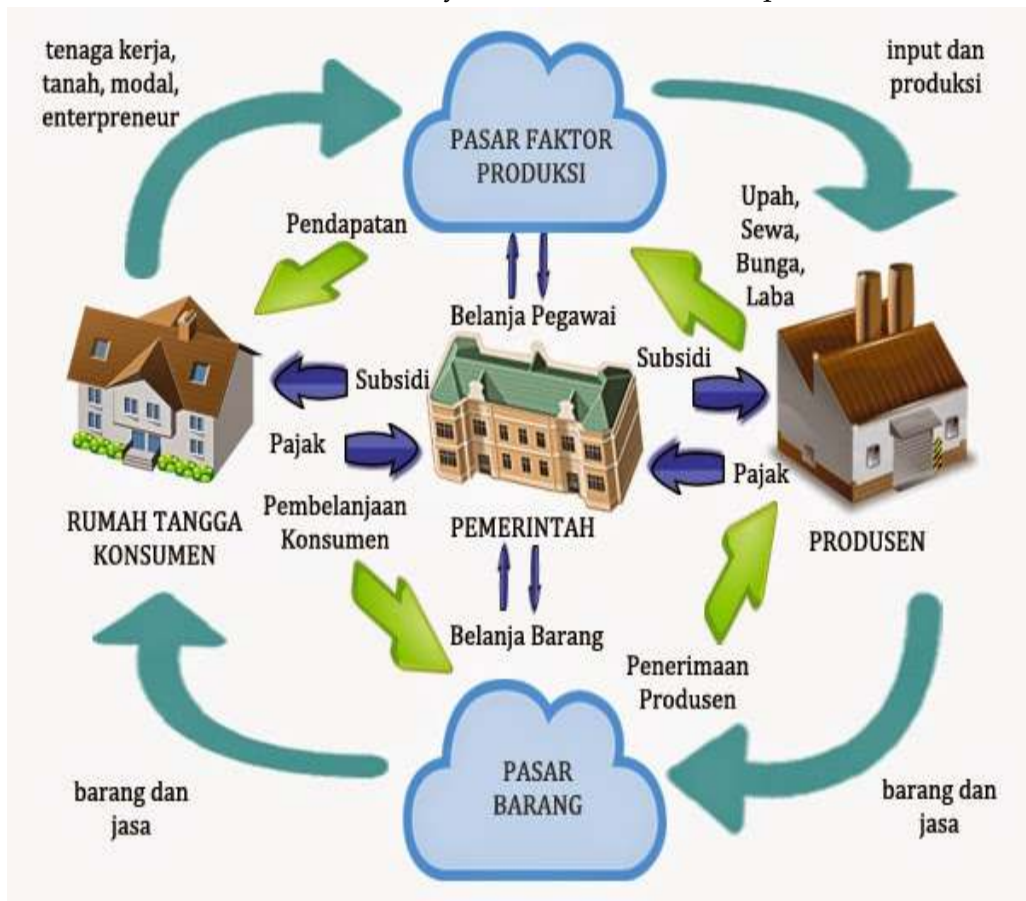 tenaga kerja,
tanah, modal,
enterpreneur
PASAR FAKTOR
PRODUKSI
input dan
produksi
Pendapatan
Upah,
Sewa,
Bunga,
Laba
Belanja Pegawai
Subsidi
Subsidi
Pajak
Pajak
RUMAH TANGGA
KONSUMEN
Pembelanjaan
Konsumen
PEMERINTAH
PRODUSEN
Belanja Barang
Penerimaan
Produsen
PASAR
BARANG
barang dan
jasa
barang dan
jasa